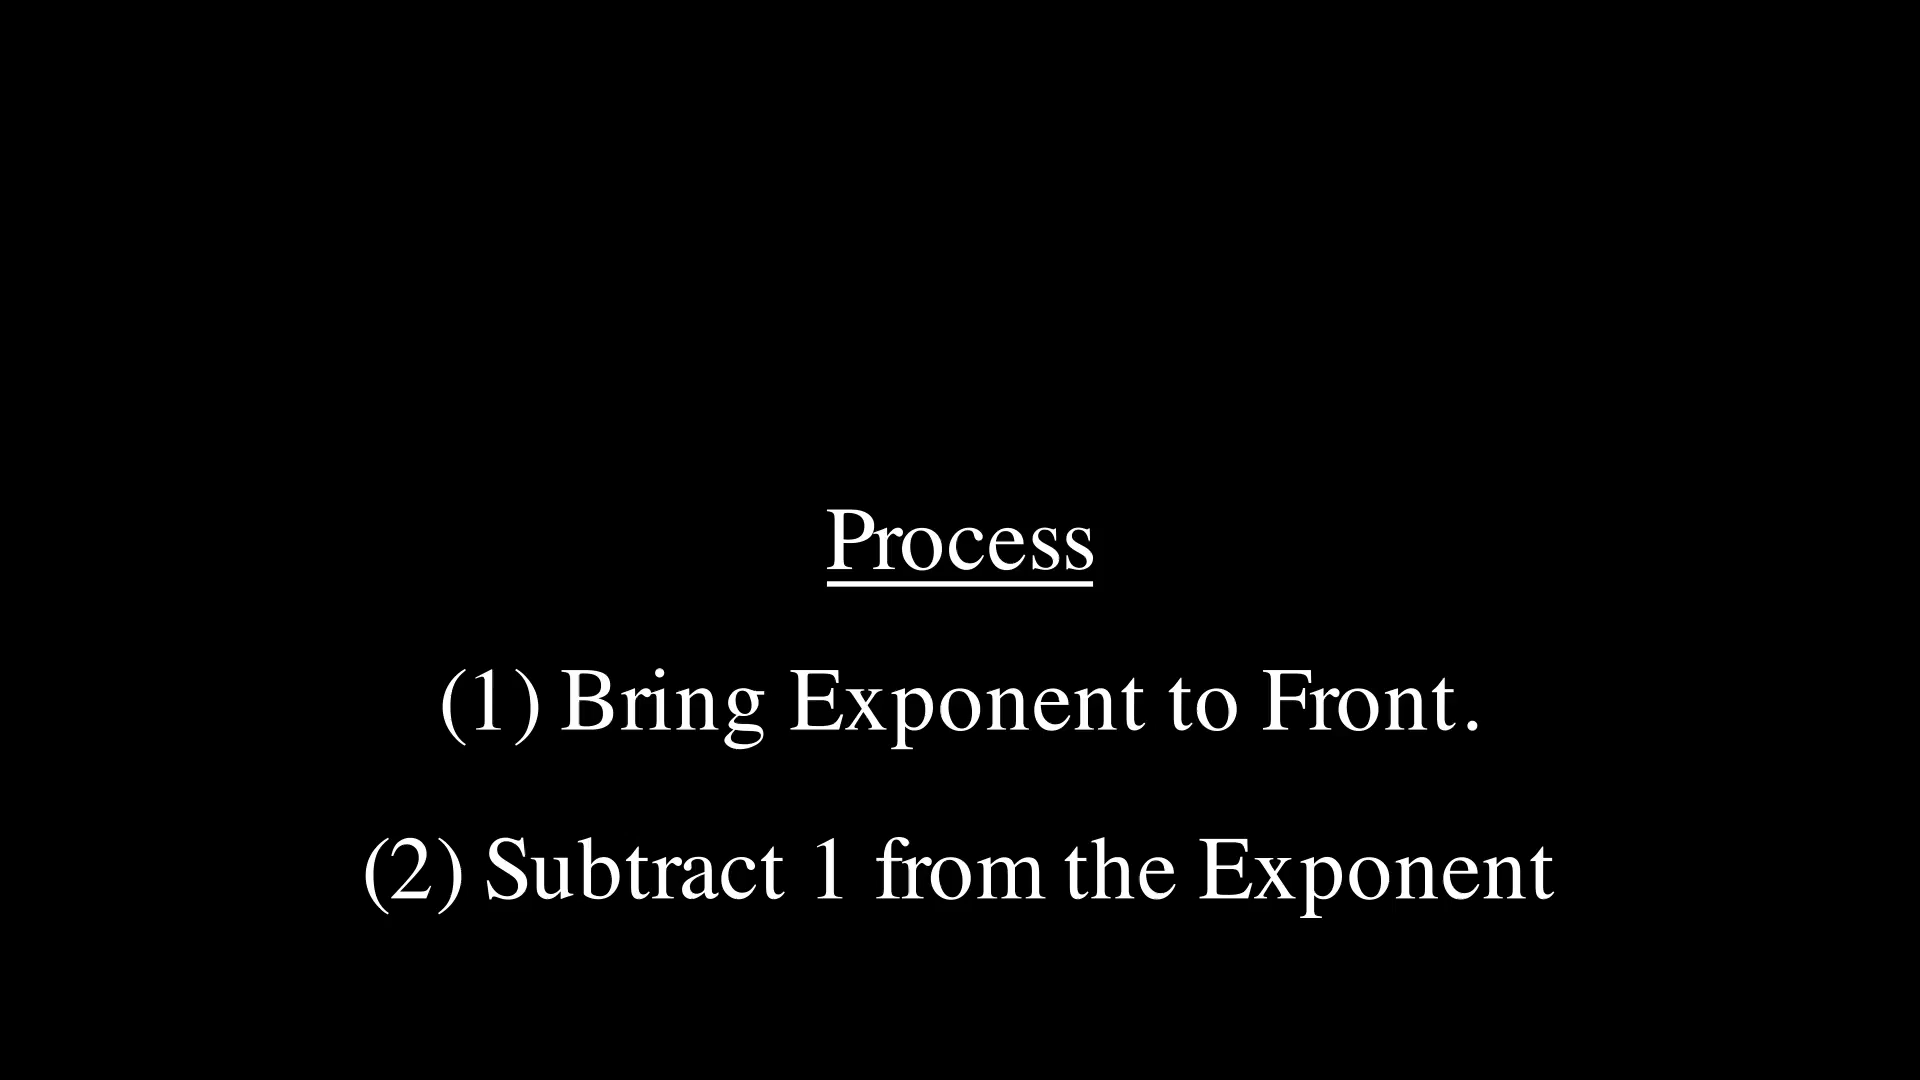 Process
(1) Bring Exponent to Front.
(2) Subtract 1 from the Exponent